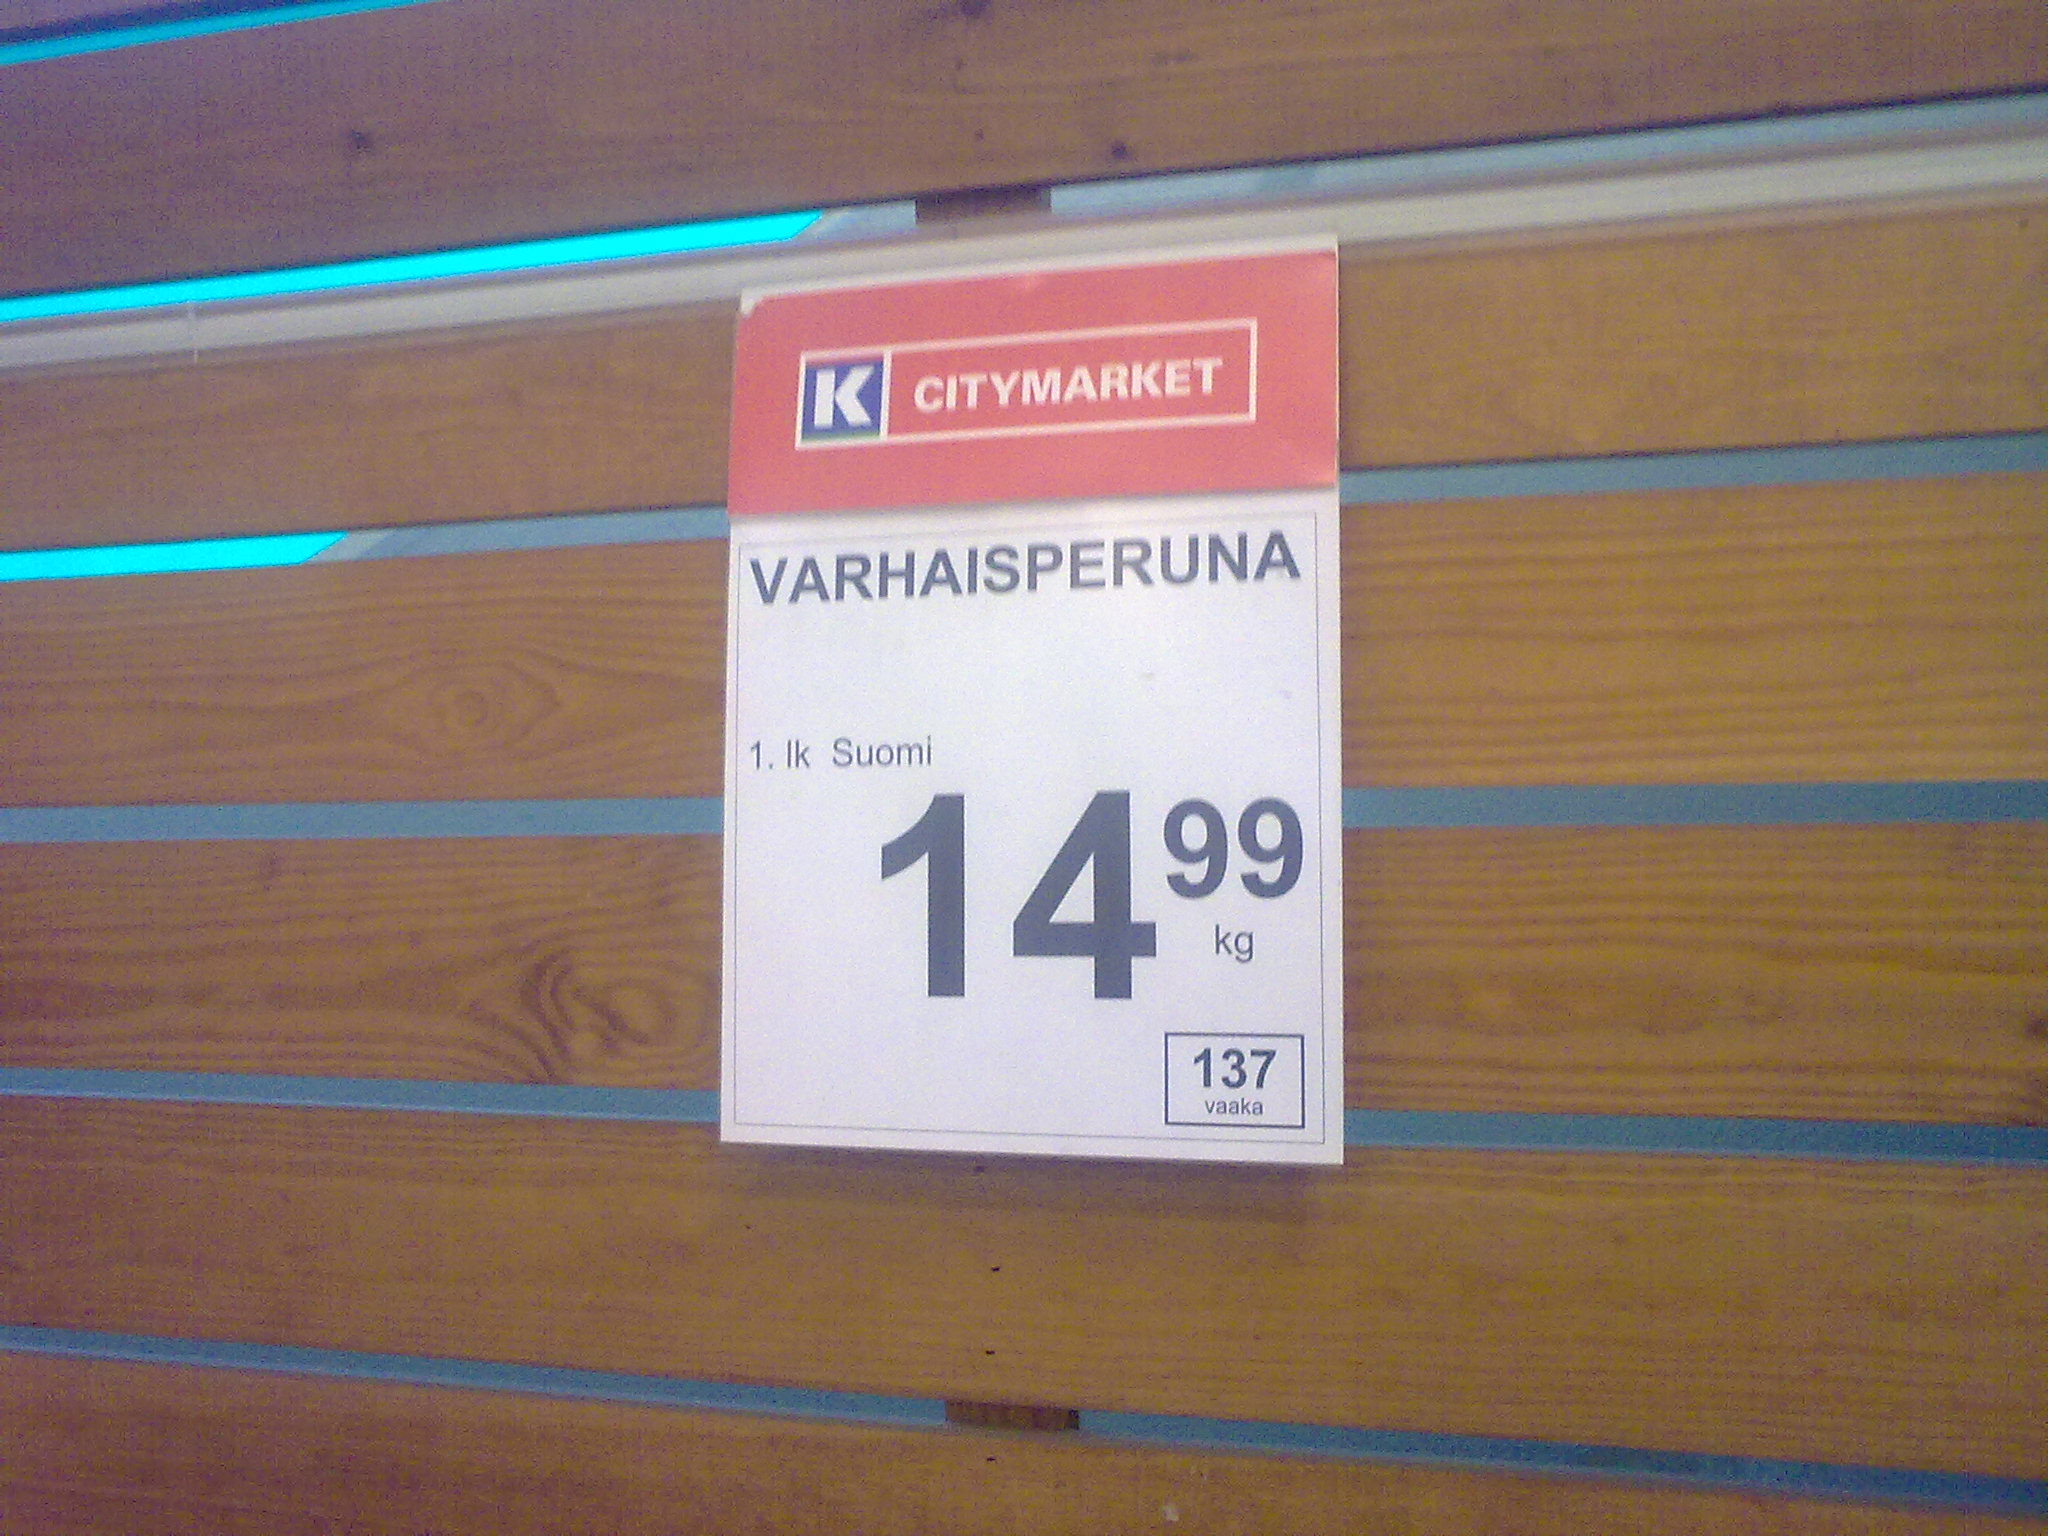 K CITYMARKET
VARHAISPERUNA
1. lk Suomi
14 99
kg
137
vaaka